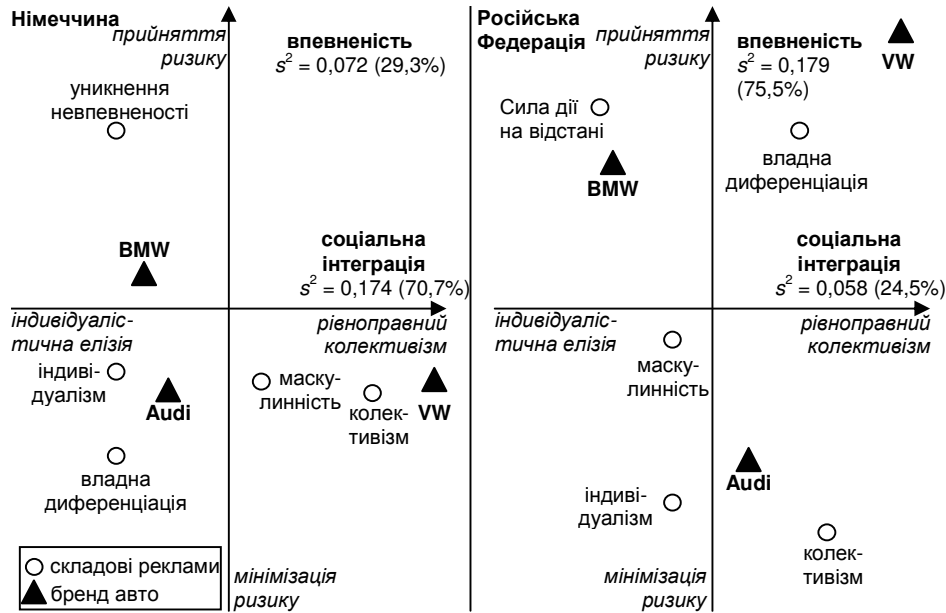 Німеччина
прийняття
ризику
впевненість
s² = 0,072 (29,3%)
уникнення
невпевненості
BMW
соціальна
інтеграція
s² = 0,174 (70,7%)
індивідуаліс-
тична елізія
рівноправний
колективізм
індиві-
дуалізм
Audi
маску-
линність
колек-
тивізм
VW
владна
диференціація
складові реклами
бренд авто
мінімізація
ризику
Російська
Федерація
прийняття
ризику
впевненість
s² = 0,179
(75,5%)
VW
Сила дії
на відстані
BMW
владна
диференціація
соціальна
інтеграція
s² = 0,058 (24,5%)
індивідуаліс-
тична елізія
рівноправний
колективізм
маску-
линність
Audi
індиві-
дуалізм
колек-
тивізм
мінімізація
ризику